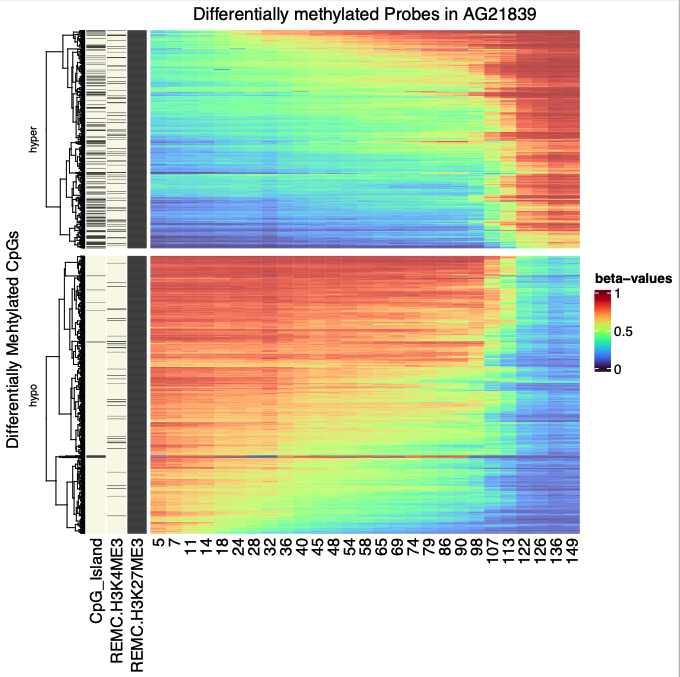 Differentially methylated Probes in AG21839
hyper
Differentially Mehtylated CpGs
hypo
beta−values
1
0.5
0
CpG_Island
REMC.H3K4ME3
REMC.H3K27ME3
5 7 11 14 18 24 28 32 36 40 45 48 54 58 65 69 74 79 86 90 98 107 113 122 126 136 149